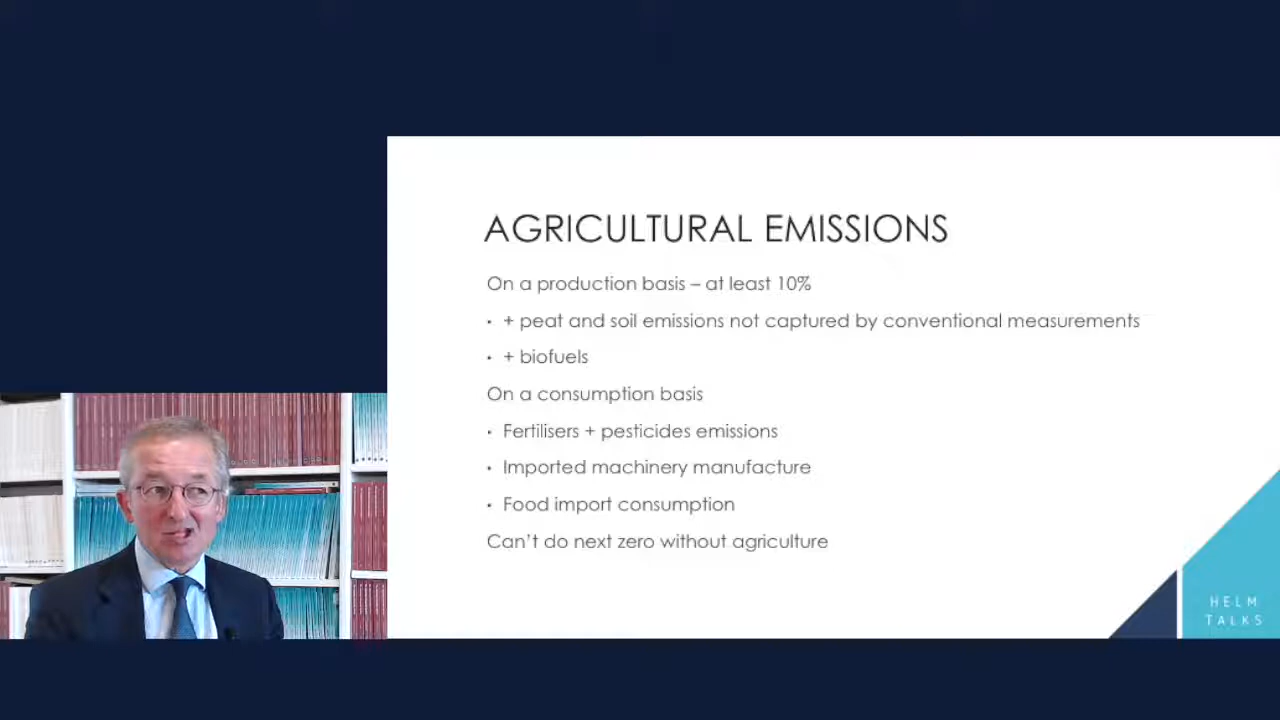 AGRICULTURAL EMISSIONS
On a production basis – at least 10%
• + peat and soil emissions not captured by conventional measurements
• + biofuels
On a consumption basis
• Fertilisers + pesticides emissions
• Imported machinery manufacture
• Food import consumption
Can't do next zero without agriculture
HELM
TALKS